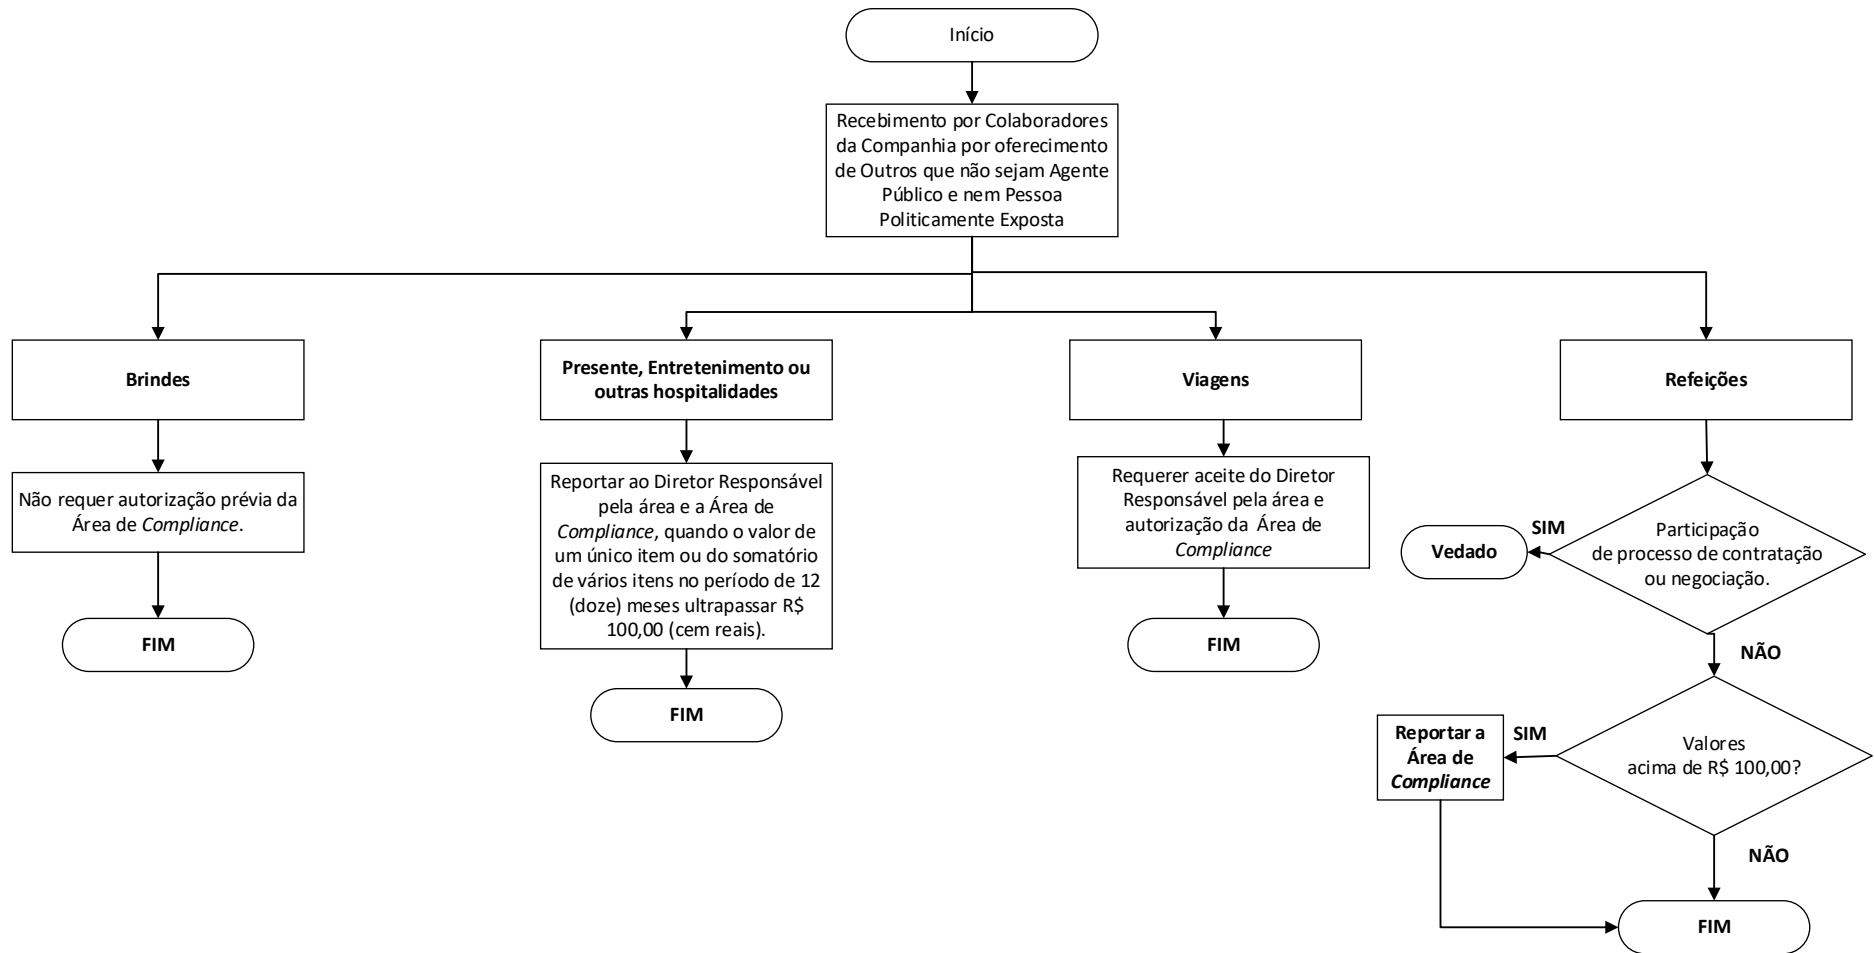 Início
Recebimento por Colaboradores
da Companhia por oferecimento
de Outros que não sejam Agente
Público e nem Pessoa
Politicamente Exposta
Brindes
Presente, Entretenimento ou
outras hospitalidades
Viagens
Refeições
Não requer autorização prévia da
Área de Compliance.
FIM
Reportar ao Diretor Responsável
pela área e a Área de
Compliance, quando o valor de
um único item ou do somatório
de vários itens no período de 12
(doze) meses ultrapassar R$
100,00 (cem reais).
FIM
Requerer aceite do Diretor
Responsável pela área e
autorização da Área de
Compliance
FIM
Participação
de processo de contratação
ou negociação.
SIM
Vedado
NÃO
Valores
acima de R$ 100,00?
SIM
Reportar a
Área de
Compliance
NÃO
FIM